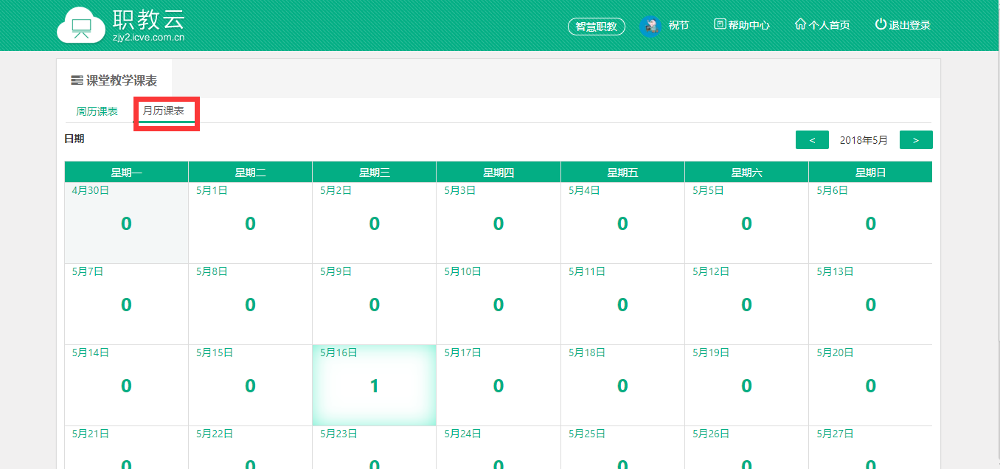 职教云
zjy2.icve.com.cn
智慧职教 祝节 帮助中心 个人首页 退出登录
课堂教学课表
周历课表 月历课表
日期 < 2018年5月 >
星期一 星期二 星期三 星期四 星期五 星期六 星期日
4月30日 5月1日 5月2日 5月3日 5月4日 5月5日 5月6日
0 0 0 0 0 0 0
5月7日 5月8日 5月9日 5月10日 5月11日 5月12日 5月13日
0 0 0 0 0 0 0
5月14日 5月15日 5月16日 5月17日 5月18日 5月19日 5月20日
0 0 1 0 0 0 0
5月21日 5月22日 5月23日 5月24日 5月25日 5月26日 5月27日
0 0 0 0 0 0 0